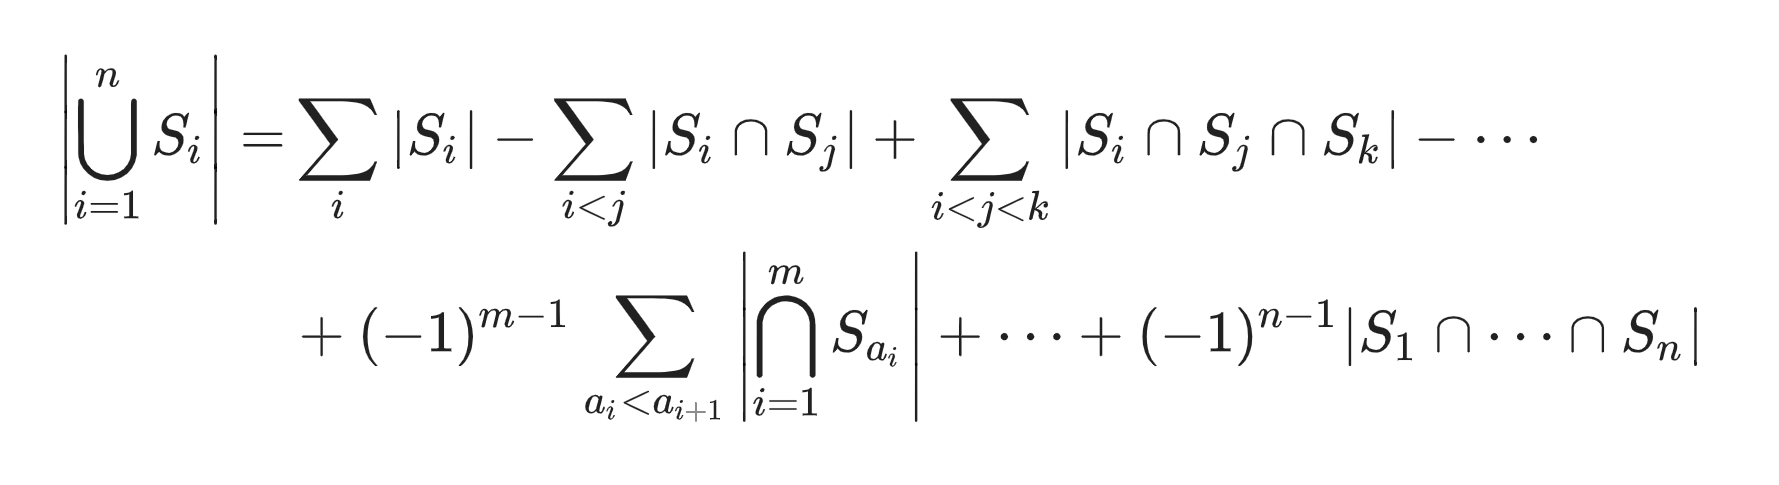 \left|\bigcup_{i=1}^{n} S_i\right| = \sum_{i} |S_i| - \sum_{i<j} |S_i \cap S_j| + \sum_{i<j<k} |S_i \cap S_j \cap S_k| - \cdots
+ (-1)^{m-1} \sum_{a_i<a_{i+1}} \left|\bigcap_{i=1}^{m} S_{a_i}\right| + \cdots + (-1)^{n-1} |S_1 \cap \cdots \cap S_n|